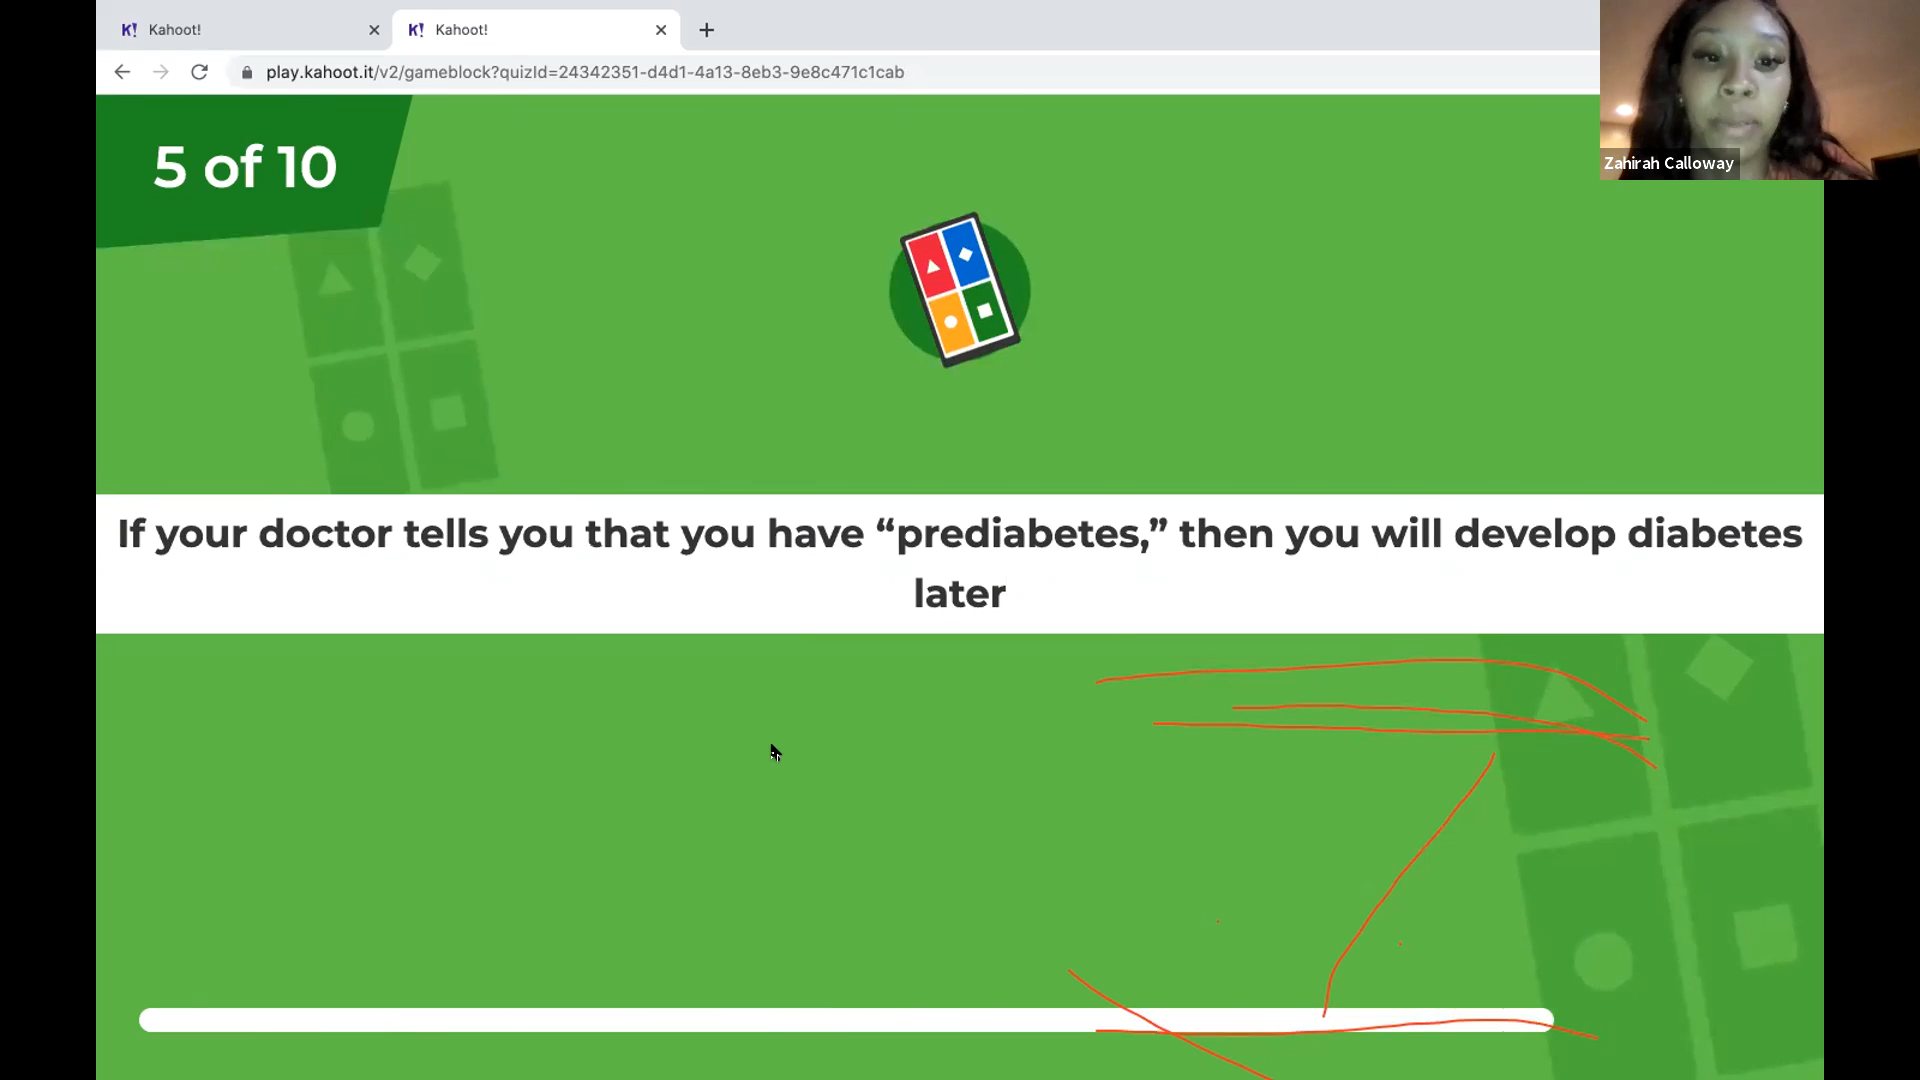 K! Kahoot!
K! Kahoot!
play.kahoot.it/v2/gameblock?quizId=24342351-d4d1-4a13-8eb3-9e8c471c1cab
Zahirah Calloway
5 of 10
If your doctor tells you that you have “prediabetes,” then you will develop diabetes
later